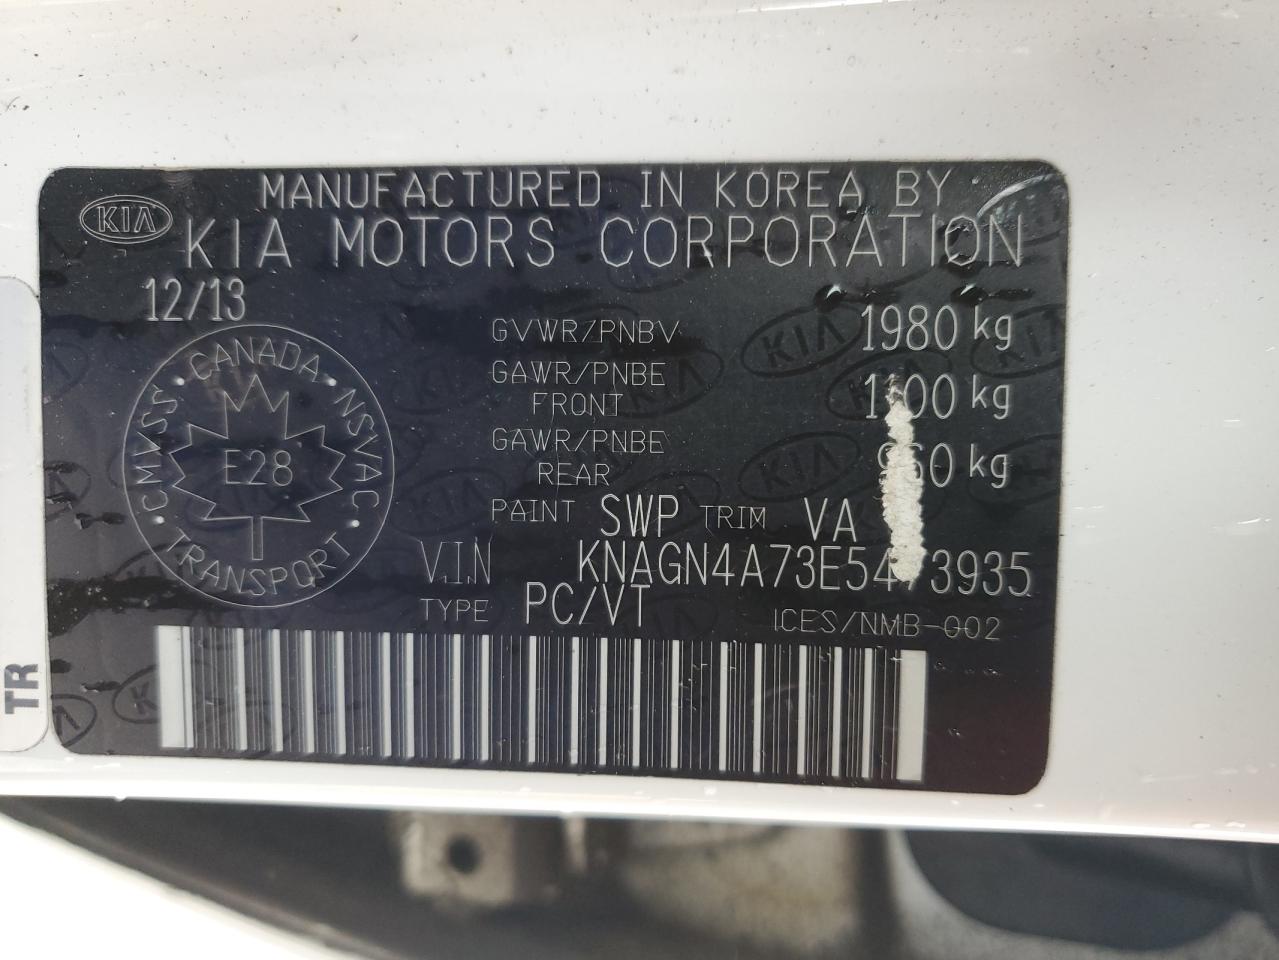 KIA
MANUFACTURED IN KOREA BY
KIA MOTORS CORPORATION
12/13
GVWR/PNBV 1980 kg
GAWR/PNBE
FRONT kg
GAWR/PNBE
REAR kg
PAINT SWP TRIM VA
V.I.N
TYPE PC/VT ICES/NMB-002
CANADA
CMVSS NSVAC
E28
TRANSPORT
TR